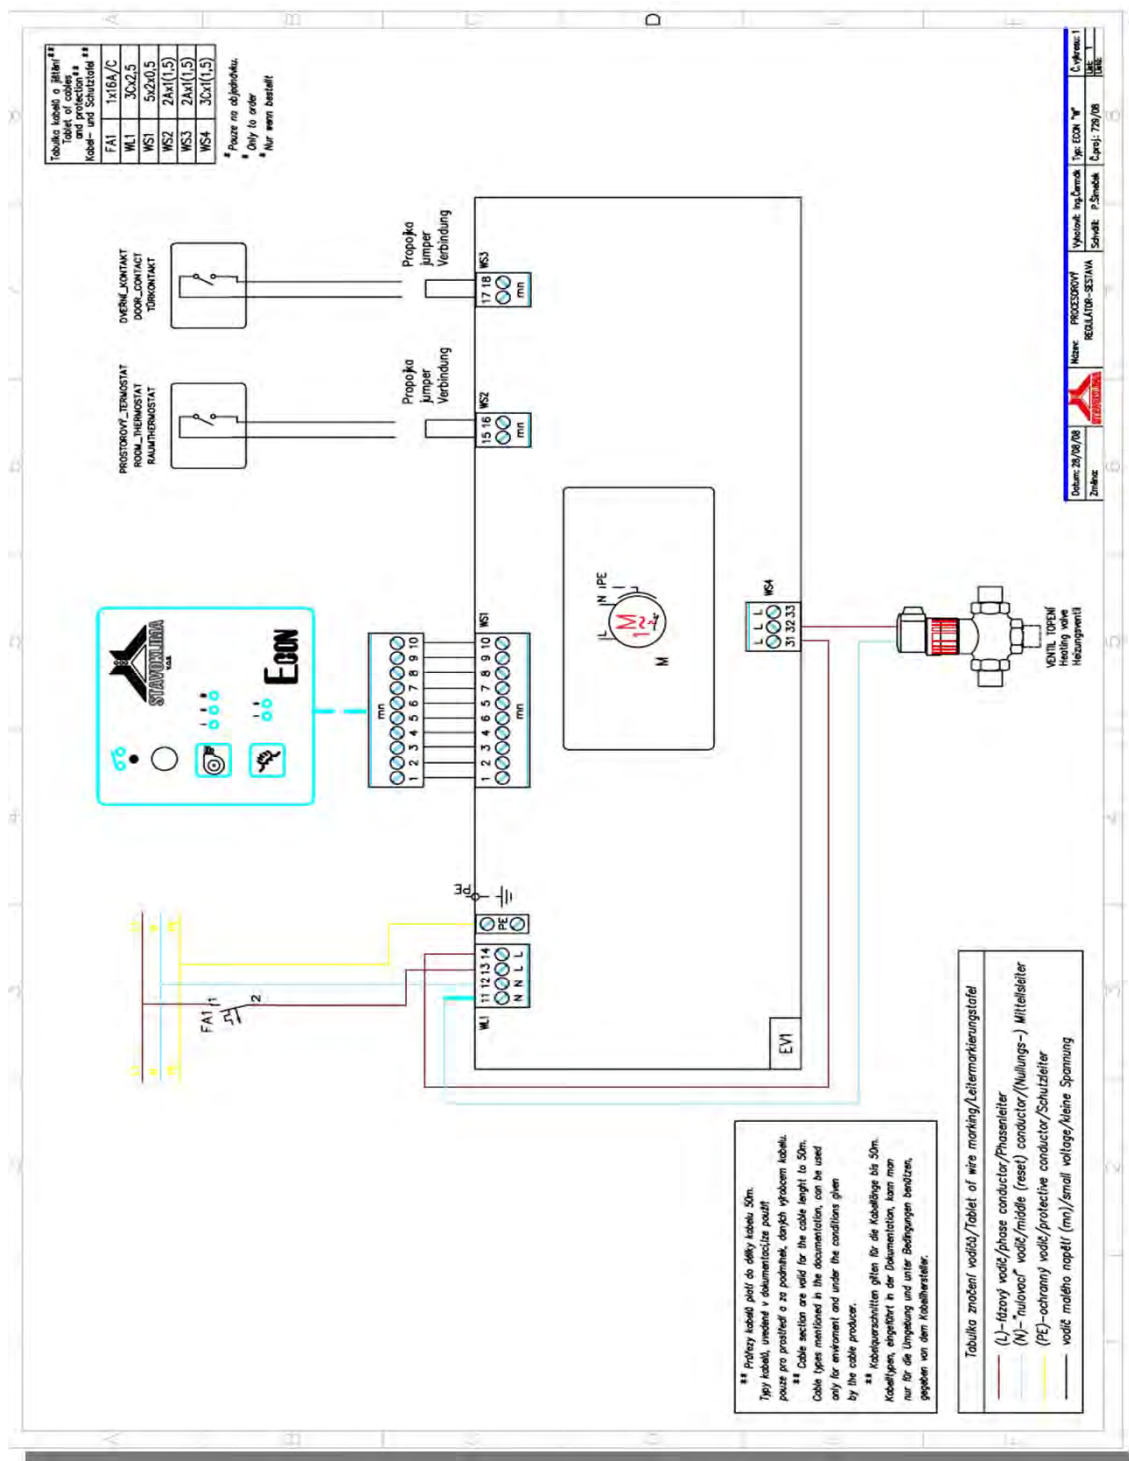 Tabulka kabelů a jištění**
Tablet of cables
and protection**
Kabel- und Schutztafel**
FA1 1x16A/C
WL1 3Cx2,5
WS1 5x2x0,5
WS2 2Ax1(1,5)
WS3 2Ax1(1,5)
WS4 3Cx1(1,5)
* Pouze na objednávku.
* Only to order
* Nur wenn bestellt
DVEŘNÍ_KONTAKT
DOOR_CONTACT
TÜRKONTAKT
PROSTOROVÝ_TERMOSTAT
ROOM_THERMOSTAT
RAUMTHERMOSTAT
Propojka
jumper
Verbindung
17 18 WS3
mn
Propojka
jumper
Verbindung
15 16 WS2
mn
STAVOKLIMA
ECON
mn
1 2 3 4 5 6 7 8 9 10
WS1
1 2 3 4 5 6 7 8 9 10
mn
FA1 1
2
PE
PE
WL1 11 12 13 14
N N L L
EV1
L N PE
M
1~
M
WS4
L L L
31 32 33
VENTIL TOPENÍ
Heating valve
Heizungsventil
** Průřezy kabelů platí do délky kabelu 50m.
Typy kabelů, uvedené v dokumentaci,lze použít
pouze pro prostředí a za podmínek, daných výrobcem kabelu.
** Cable section are valid for the cable lenght to 50m.
Cable types mentioned in the documentation, can be used
only for enviroment and under the conditions given
by the cable producer.
** Kabelquerschnitten gilten für die Kabellänge bis 50m.
Kabeltypen, eingeführt in der Dokumentation, kann man
nur für die Umgebung und unter Bedingungen benützen,
gegeben von dem Kabelhersteller.
Tabulka značení vodičů/Tablet of wire marking/Leitermarkierungstafel
(L)-fázový vodič/phase conductor/Phasenleiter
(N)-"nulovací" vodič/middle (reset) conductor/(Nullungs-) Mittelleiter
(PE)-ochranný vodič/protective conductor/Schutzleiter
vodič malého napětí (mn)/small voltage/kleine Spannung
Datum: 28/08/08
Změna:
STAVOKLIMA
Název: PROCESOROVÝ
REGULÁTOR-SESTAVA
Vyhotovil: Ing.Čermák
Schválil: P.Šimeček
Typ: ECON "W"
Č.proj.: 729/08
Č.výkresu: 1
D